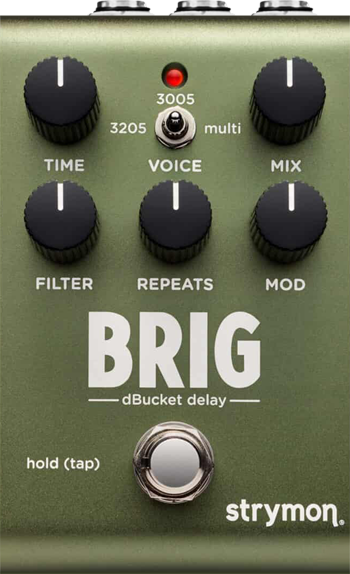 3005
3205 multi
TIME VOICE MIX
FILTER REPEATS MOD
BRIG
dBucket delay
hold (tap)
strymon®